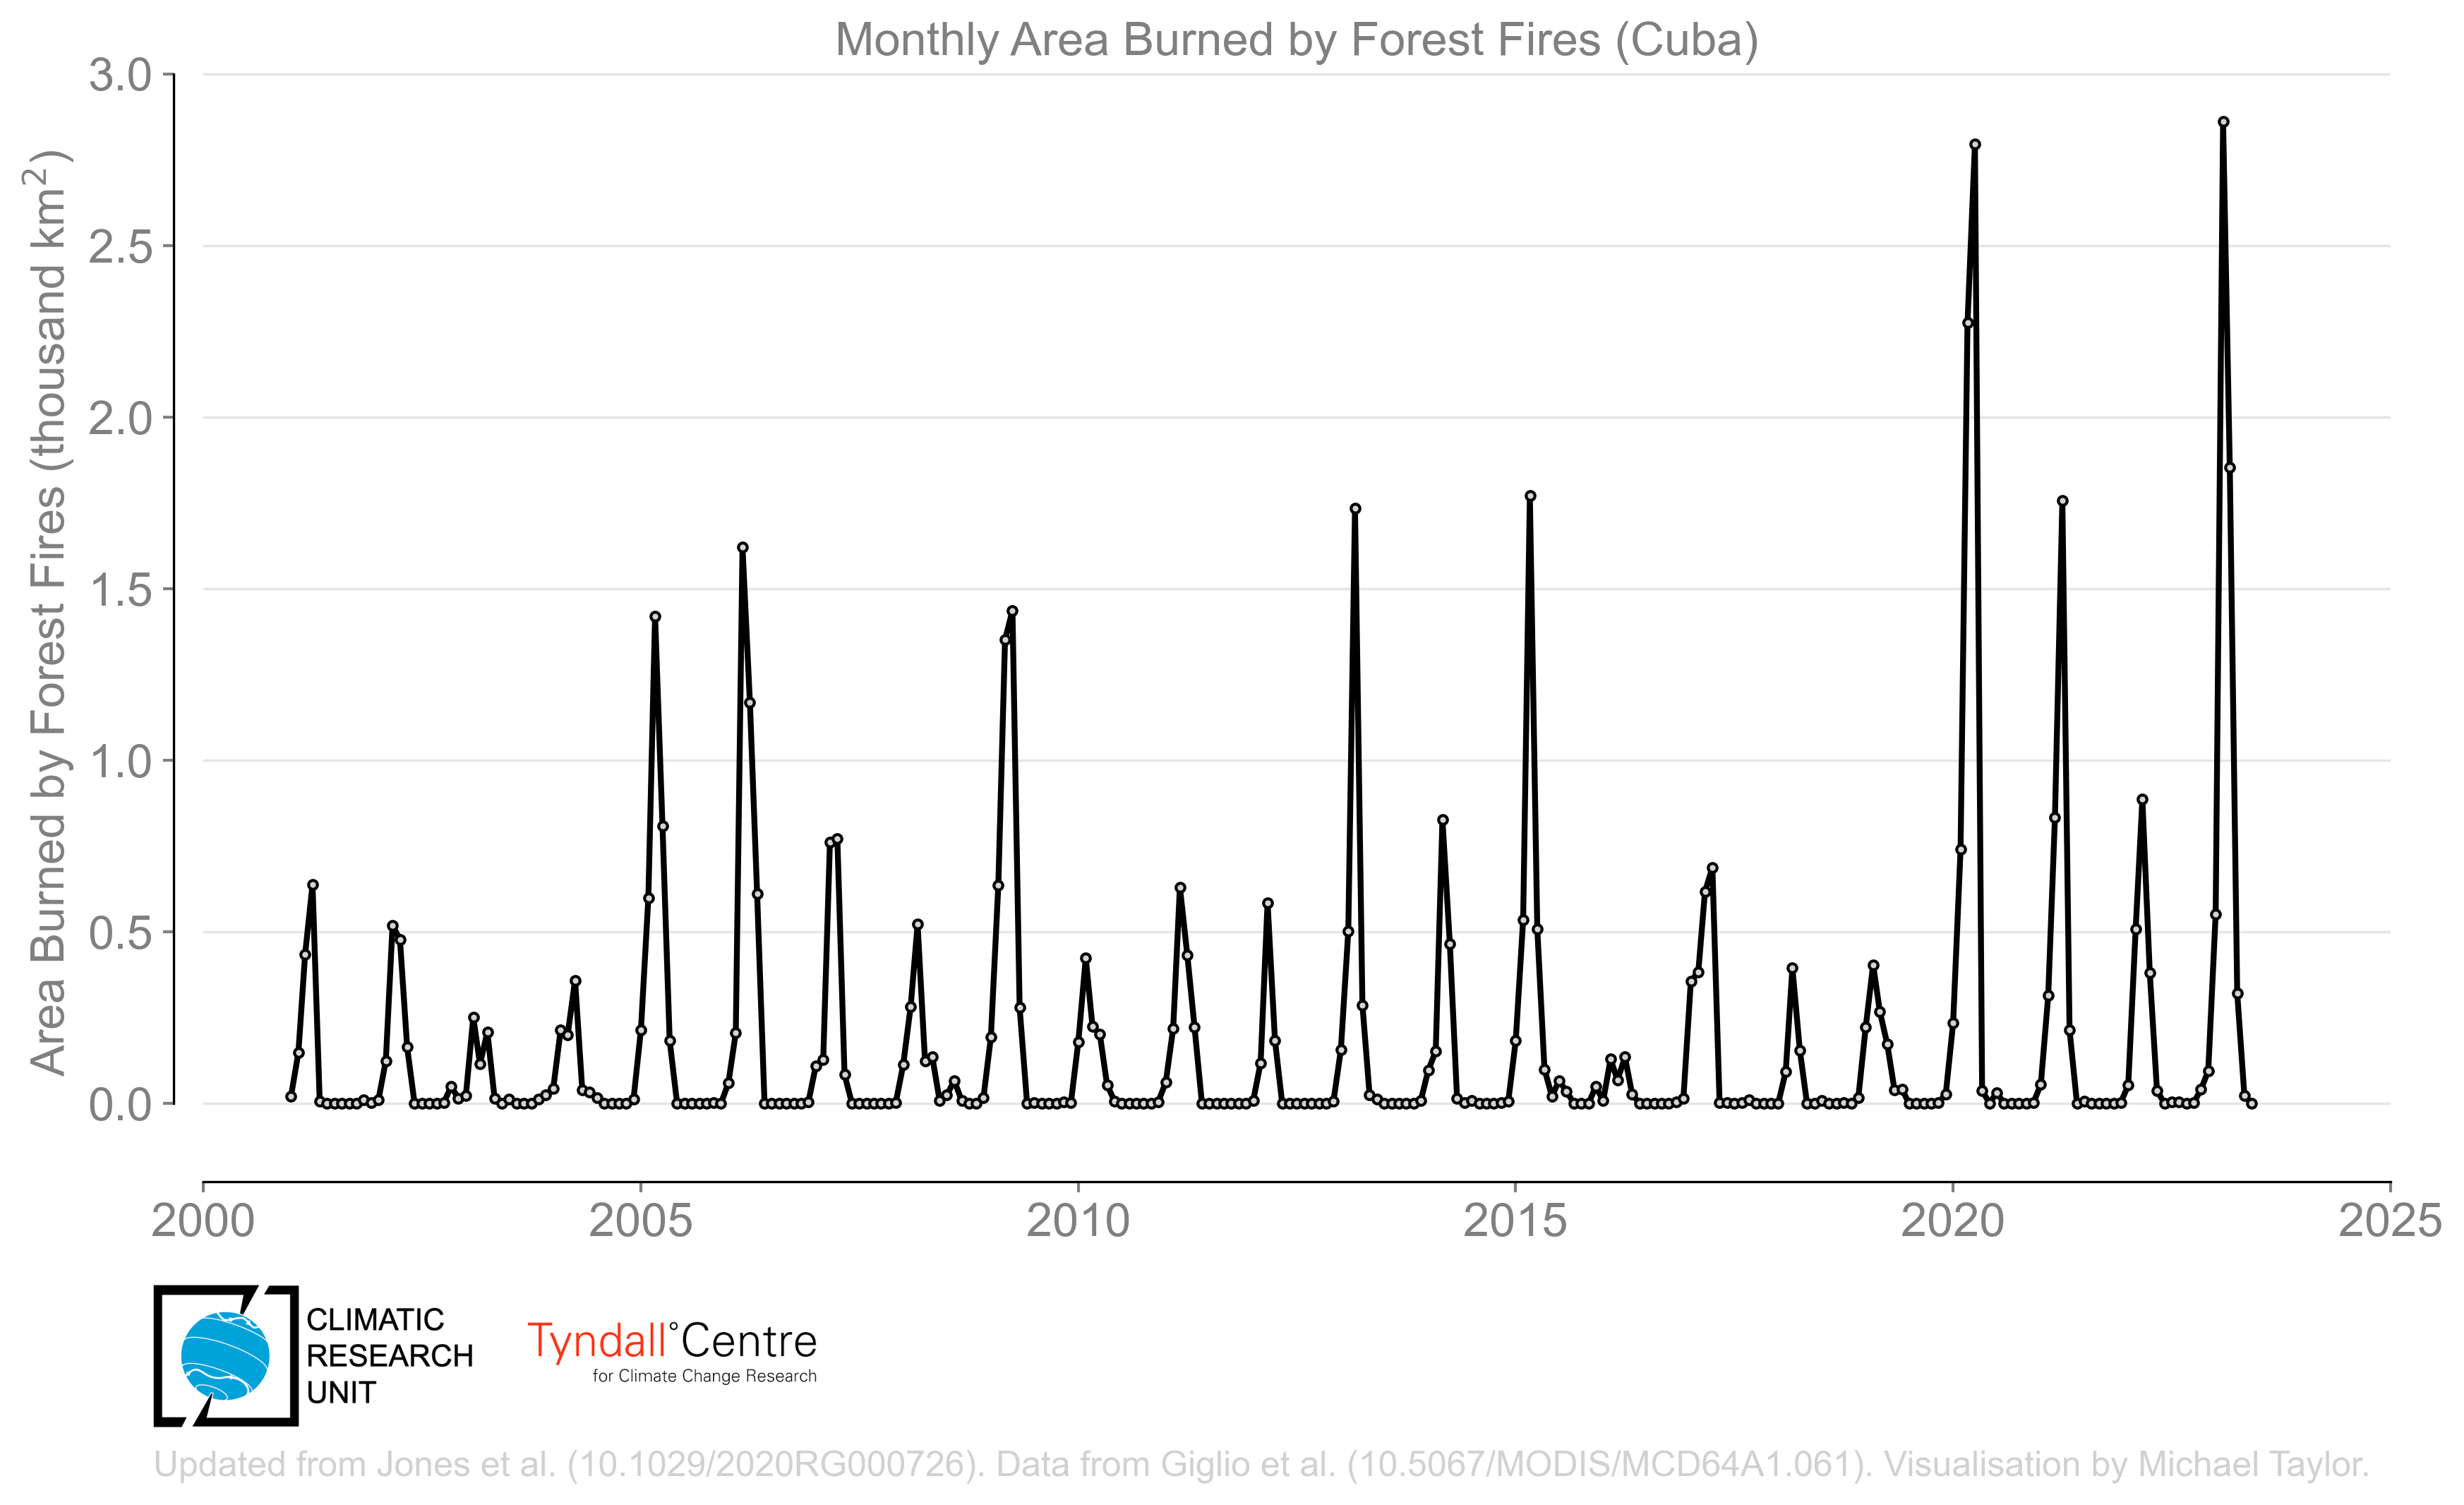 Monthly Area Burned by Forest Fires (Cuba)
Area Burned by Forest Fires (thousand km²)
3.0
2.5
2.0
1.5
1.0
0.5
0.0
2000 2005 2010 2015 2020 2025
CLIMATIC
RESEARCH
UNIT
Tyndall°Centre
for Climate Change Research
Updated from Jones et al. (10.1029/2020RG000726). Data from Giglio et al. (10.5067/MODIS/MCD64A1.061). Visualisation by Michael Taylor.